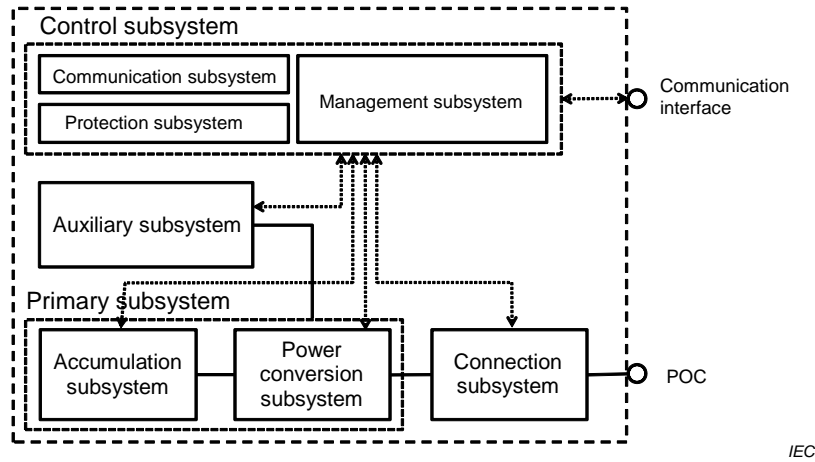 Control subsystem
Communication subsystem
Protection subsystem
Management subsystem
Communication
interface
Auxiliary subsystem
Primary subsystem
Accumulation
subsystem
Power
conversion
subsystem
Connection
subsystem
POC
IEC